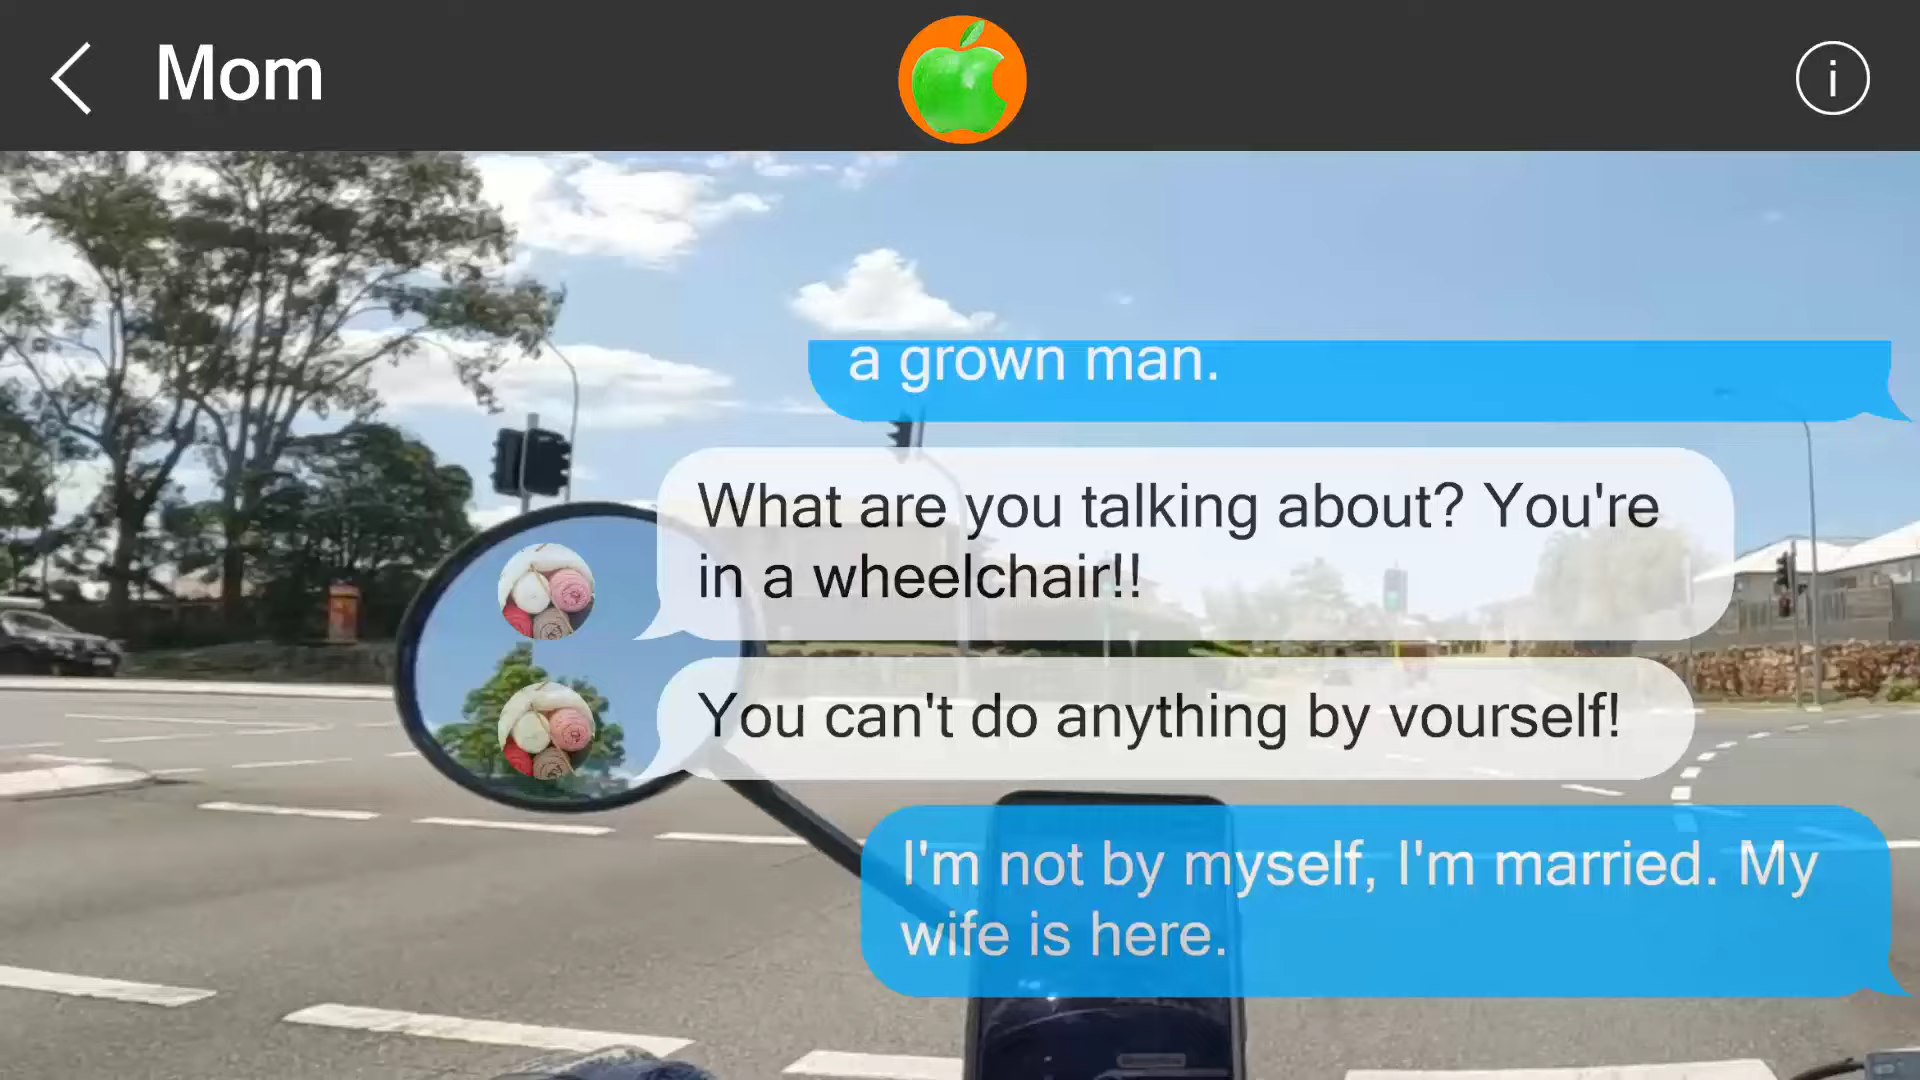 Mom
i
a grown man.
What are you talking about? You're
in a wheelchair!!
You can't do anything by vourself!
I'm not by myself, I'm married. My
wife is here.